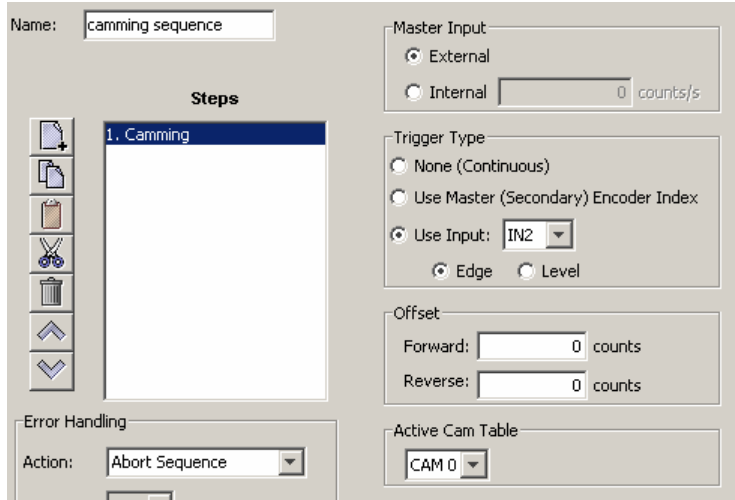 Name: camming sequence
Steps
1. Camming
Error Handling
Action: Abort Sequence
Master Input
External
Internal 0 counts/s
Trigger Type
None (Continuous)
Use Master (Secondary) Encoder Index
Use Input: IN2
Edge Level
Offset
Forward: 0 counts
Reverse: 0 counts
Active Cam Table
CAM 0